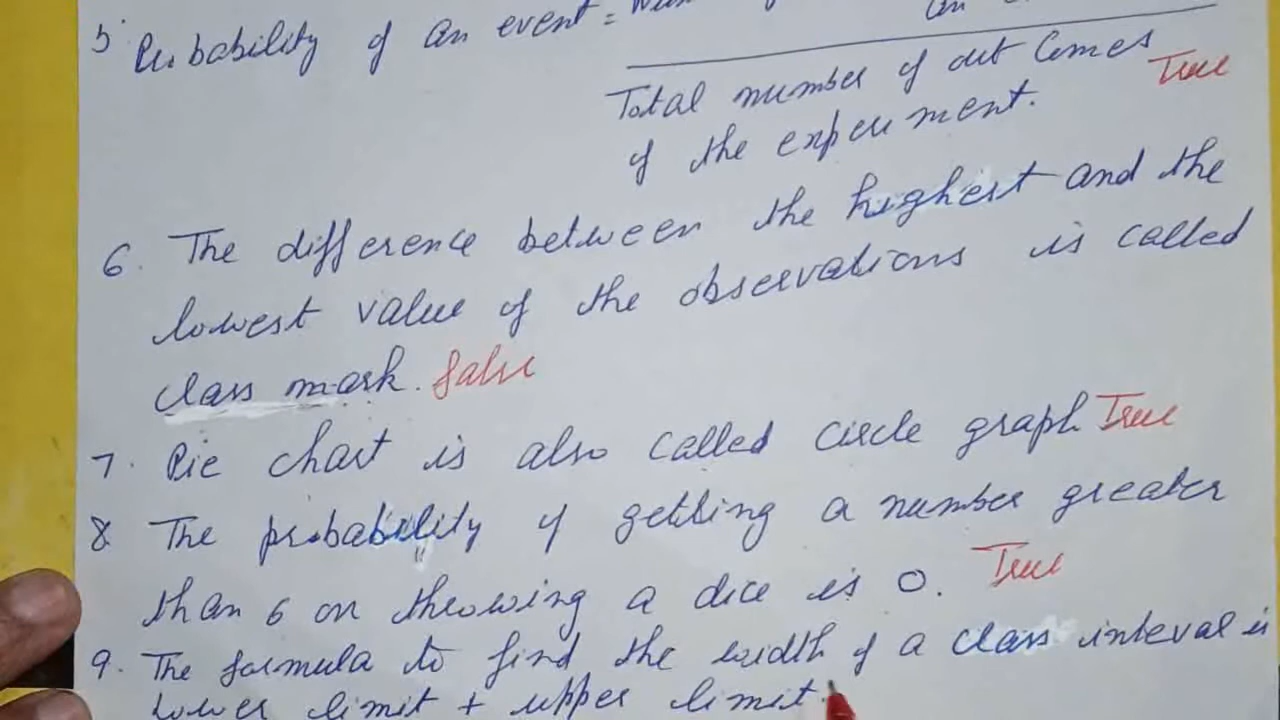 5. Probability of an event =
Total number of out Comes True
of the experiment.
6. The difference between the highest and the
lowest value of the observations is called
class mark. false
7. Pie chart is also called circle graph True
8 The probability of getting a number greater
than 6 on throwing a dice is 0. True
9. The formula to find the width of a class interval is
lower limit + upper limit.